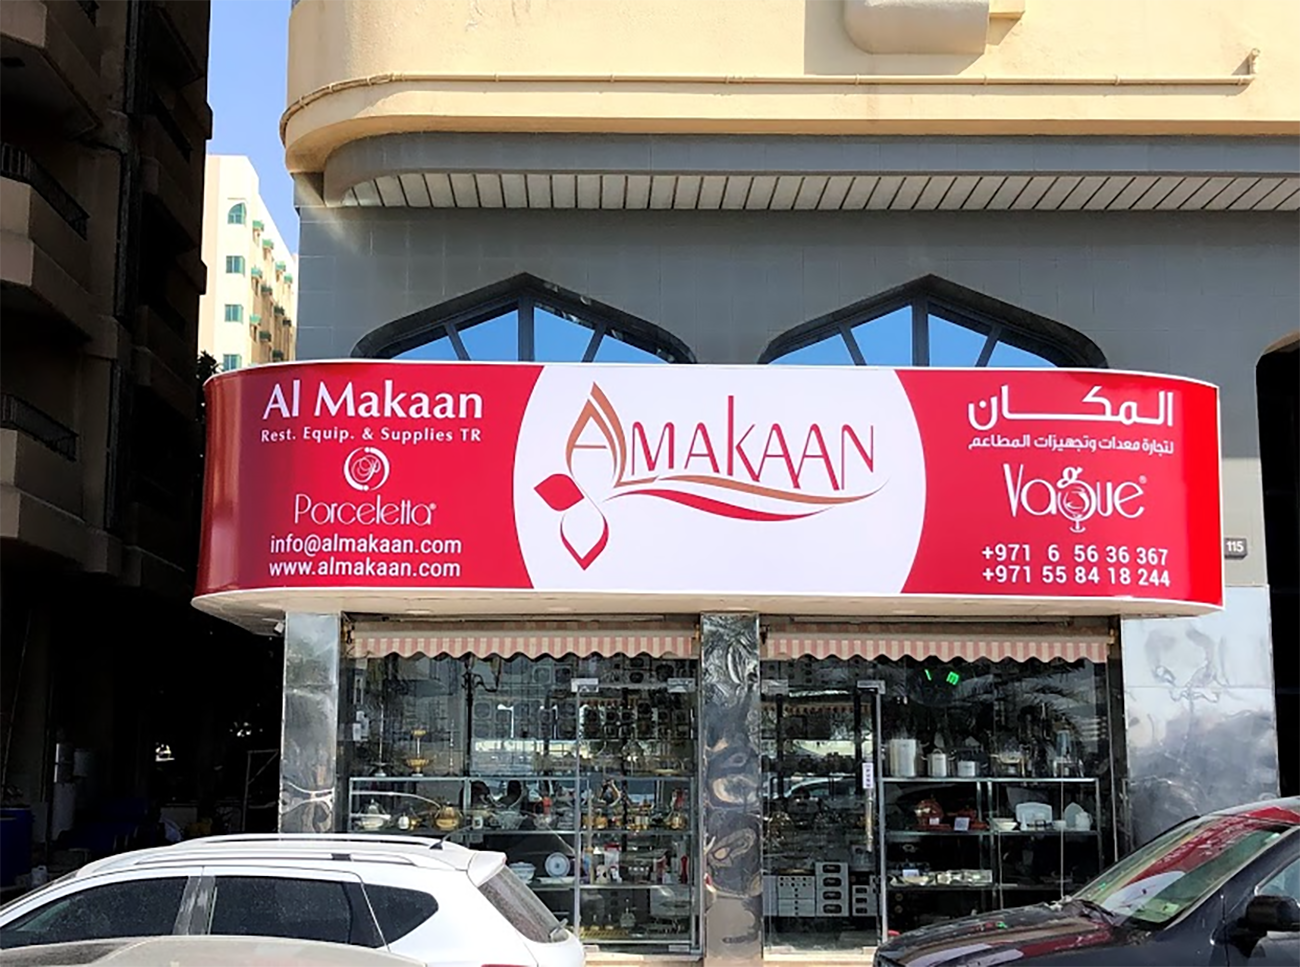 Al Makaan
Rest. Equip. & Supplies TR
Porceletta®
info@almakaan.com
www.almakaan.com
ALMAKAAN
المكان
لتجارة معدات وتجهيزات المطاعم
Vague®
+971 6 56 36 367
+971 55 84 18 244
115